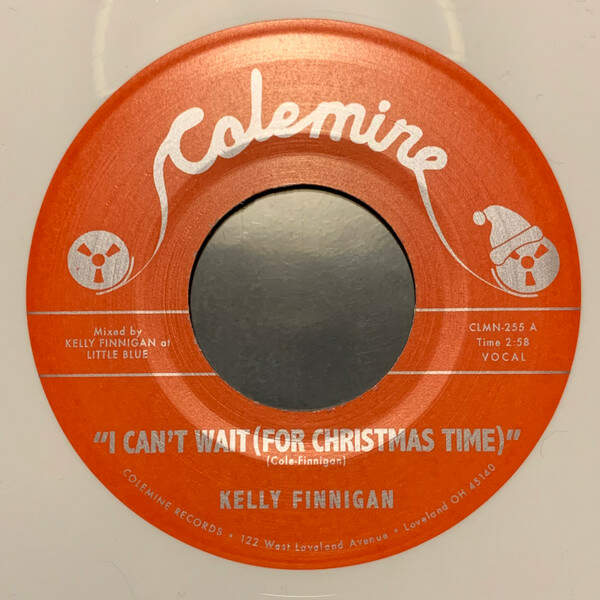 Colemine
Mixed by
KELLY FINNIGAN at
LITTLE BLUE
CLMN-255 A
Time 2:58
VOCAL
"I CAN'T WAIT (FOR CHRISTMAS TIME)"
(Cole-Finnigan)
KELLY FINNIGAN
COLEMINE RECORDS • 122 West Loveland Avenue • Loveland OH 45140